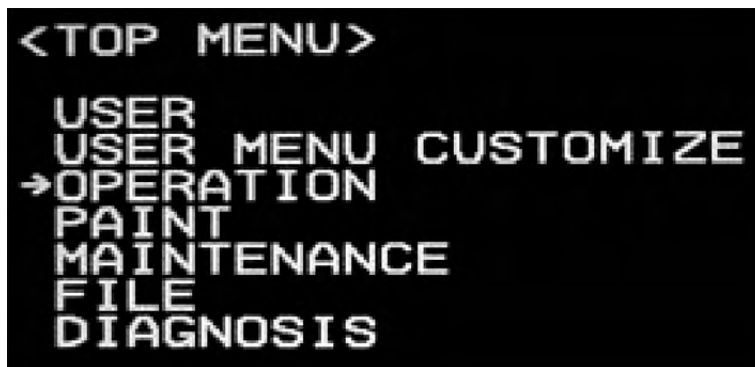 <TOP MENU>
USER
USER MENU CUSTOMIZE
→OPERATION
PAINT
MAINTENANCE
FILE
DIAGNOSIS